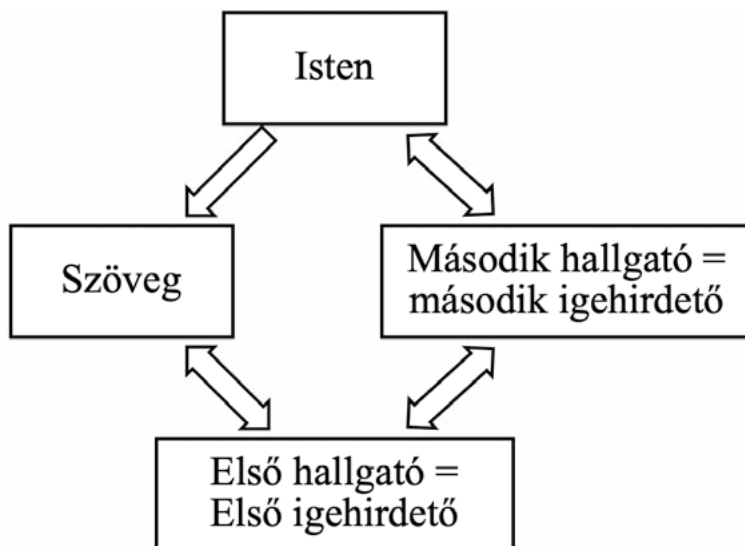 Isten
Szöveg
Második hallgató =
második igehirdető
Első hallgató =
Első igehirdető